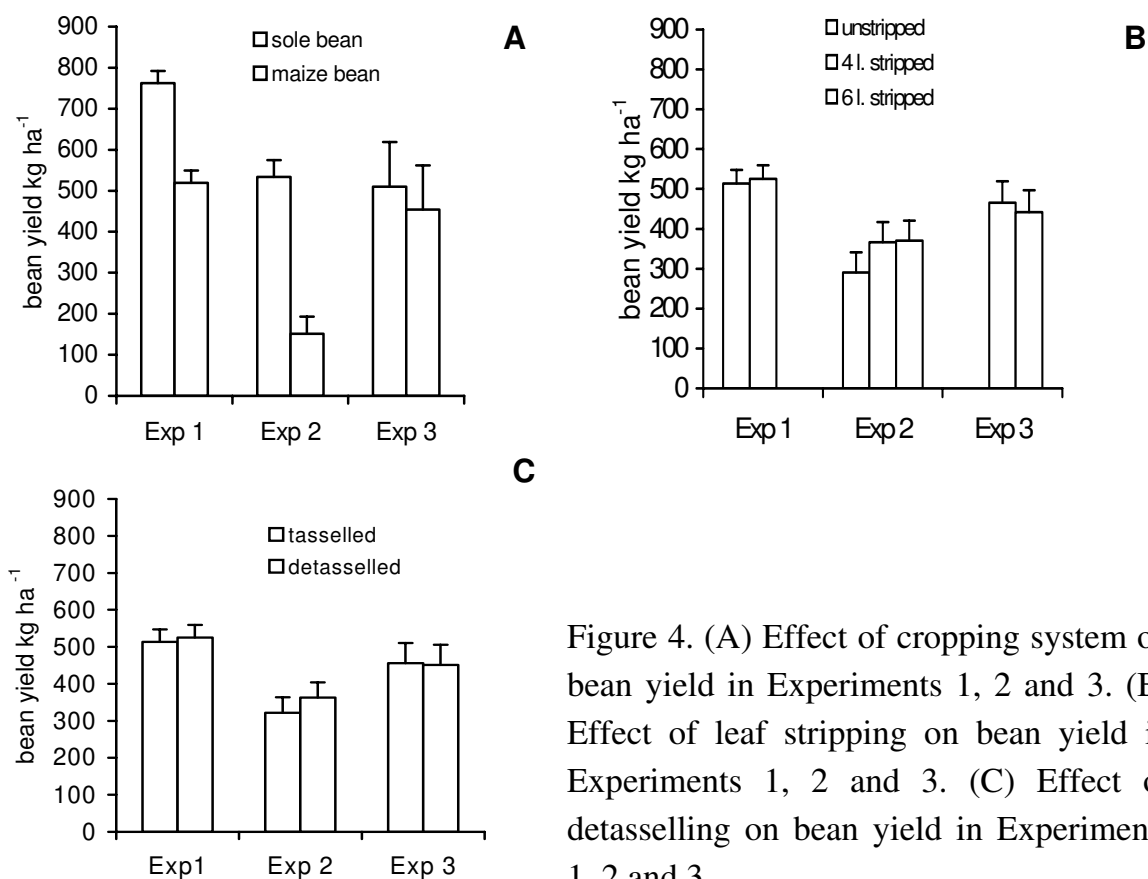 A
900
800
700
600
500
400
300
200
100
0
bean yield kg ha-1
sole bean
maize bean
Exp 1 Exp 2 Exp 3
B
900
800
700
600
500
400
300
200
100
0
bean yield kg ha-1
unstripped
4 l. stripped
6 l. stripped
Exp 1 Exp 2 Exp 3
C
900
800
700
600
500
400
300
200
100
0
bean yield kg ha-1
tasselled
detasselled
Exp1 Exp 2 Exp 3
Figure 4. (A) Effect of cropping system
bean yield in Experiments 1, 2 and 3.
Effect of leaf stripping on bean yield
Experiments 1, 2 and 3. (C) Effect
detasselling on bean yield in Experiment
1, 2 and 3